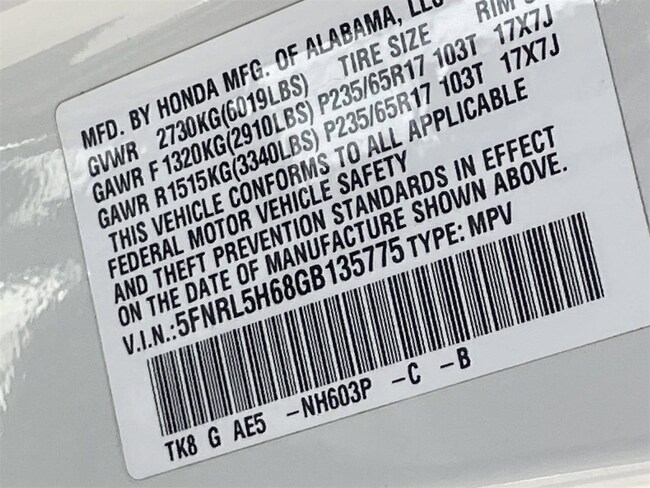 MFD. BY HONDA MFG. OF ALABAMA,
GVWR 2730KG(6019LBS) TIRE SIZE RIM
GAWR F 1320KG(2910LBS) P235/65R17 103T 17X7J
GAWR R1515KG(3340LBS) P235/65R17 103T 17X7J
THIS VEHICLE CONFORMS TO ALL APPLICABLE
FEDERAL MOTOR VEHICLE SAFETY
AND THEFT PREVENTION STANDARDS IN EFFECT
ON THE DATE OF MANUFACTURE SHOWN ABOVE.
V.I.N.:5FNRL5H68GB135775 TYPE: MPV
TK8 G AE5 -NH603P -C -B